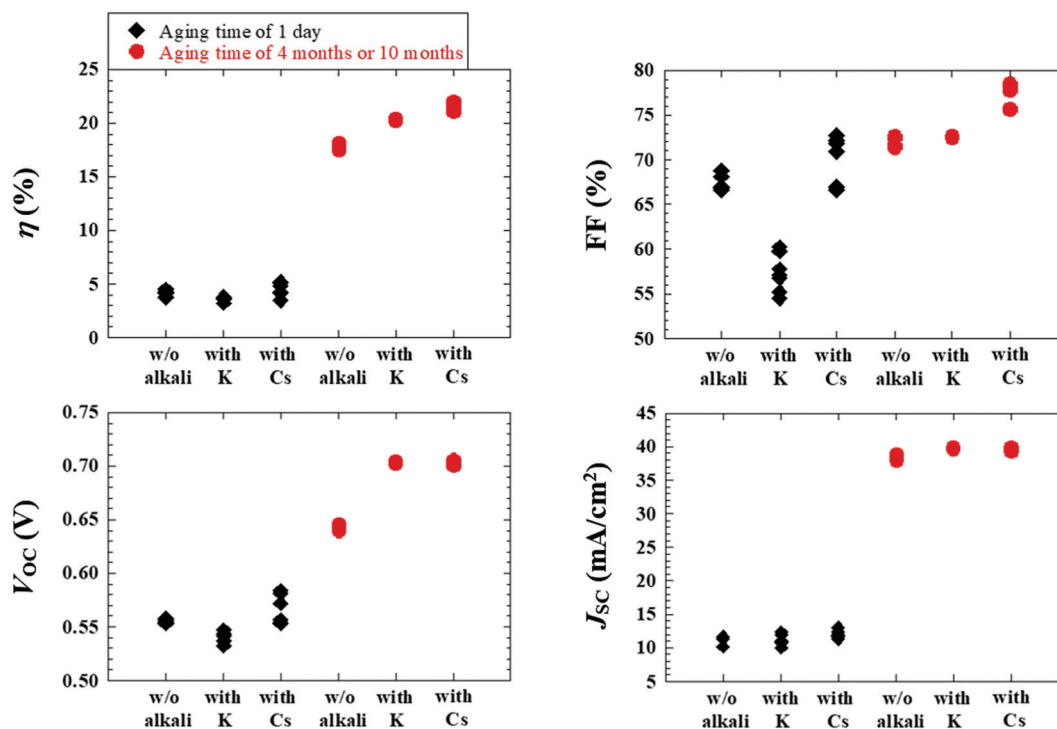 Aging time of 1 day
Aging time of 4 months or 10 months
25
20
15
10
5
0
η (%)
w/o alkali
with K
with Cs
w/o alkali
with K
with Cs
80
75
70
65
60
55
50
FF (%)
w/o alkali
with K
with Cs
w/o alkali
with K
with Cs
0.75
0.70
0.65
0.60
0.55
0.50
VOC (V)
w/o alkali
with K
with Cs
w/o alkali
with K
with Cs
45
40
35
30
25
20
15
10
5
JSC (mA/cm²)
w/o alkali
with K
with Cs
w/o alkali
with K
with Cs